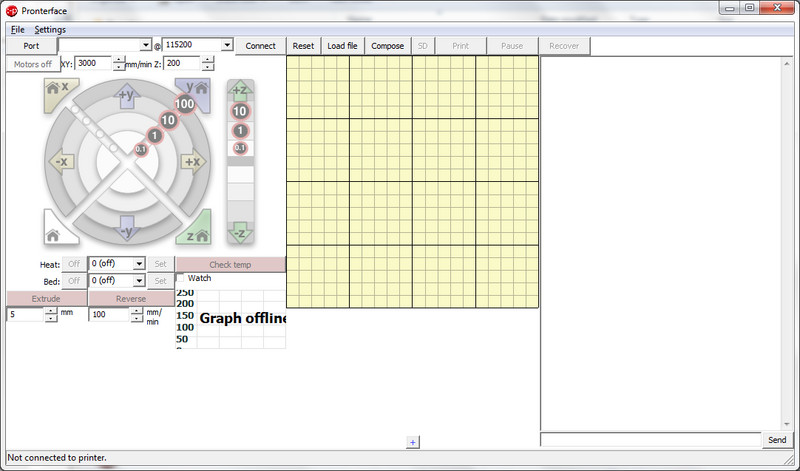 Pronterface
File Settings
Port @ 115200 Connect Reset Load file Compose SD Print Pause Recover
Motors off XY: 3000 mm/min Z: 200
x y +z
+y 100
10 10
1 1
0.1 0.1
-x +x
-y
z -z
Heat: Off 0 (off) Set Check temp
Bed: Off 0 (off) Set Watch
Extrude Reverse
5 mm 100 mm/
min
250
200
150 Graph offline
100
50
+
Send
Not connected to printer.